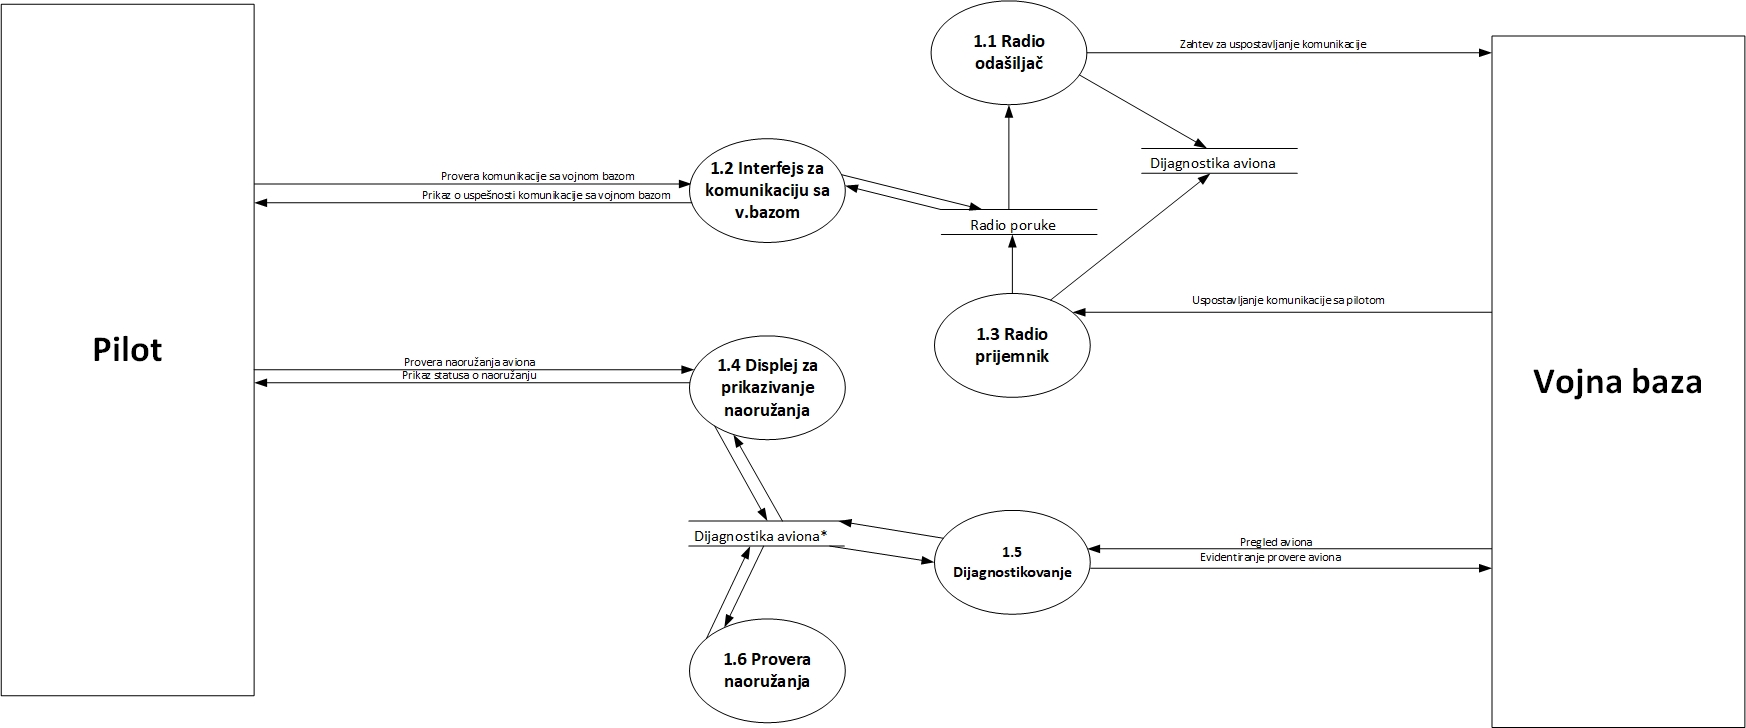 1.1 Radio
odašiljač
Zahtev za uspostavljanje komunikacije
Dijagnostika aviona
Provera komunikacije sa vojnom bazom
Prikaz o uspešnosti komunikacije sa vojnom bazom
1.2 Interfejs za
komunikaciju sa
v.bazom
Radio poruke
Uspostavljanje komunikacije sa pilotom
1.3 Radio
prijemnik
Pilot
Vojna baza
Provera naoružanja aviona
Prikaz statusa o naoružanju
1.4 Displej za
prikazivanje
naoružanja
Dijagnostika aviona*
1.5
Dijagnostikovanje
Pregled aviona
Evidentiranje provere aviona
1.6 Provera
naoružanja